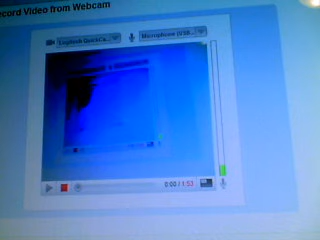 ecord Video from Webcam
Logitech QuickCa...
Microphone (USB...
0:00 / 1:53